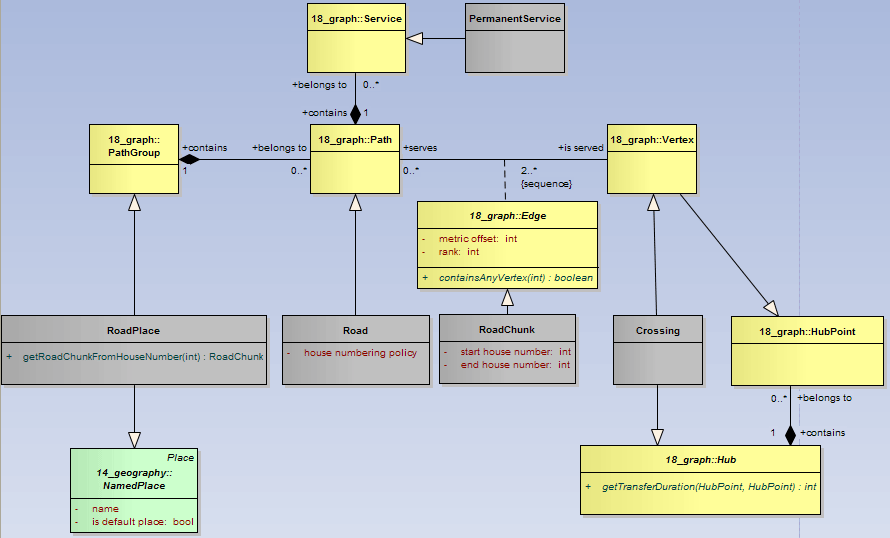 18_graph::Service
PermanentService
+belongs to
0..*
+contains
1
18_graph::
PathGroup
+contains
1
+belongs to
0..*
18_graph::Path
+serves
0..*
+is served
2..*
{sequence}
18_graph::Vertex
18_graph::Edge
- metric offset: int
- rank: int
+ containsAnyVertex(int) : boolean
RoadPlace
+ getRoadChunkFromHouseNumber(int) : RoadChunk
Road
- house numbering policy
RoadChunk
- start house number: int
- end house number: int
Crossing
18_graph::HubPoint
0..*
+belongs to
1
+contains
Place
14_geography::
NamedPlace
- name
- is default place: bool
18_graph::Hub
+ getTransferDuration(HubPoint, HubPoint) : int